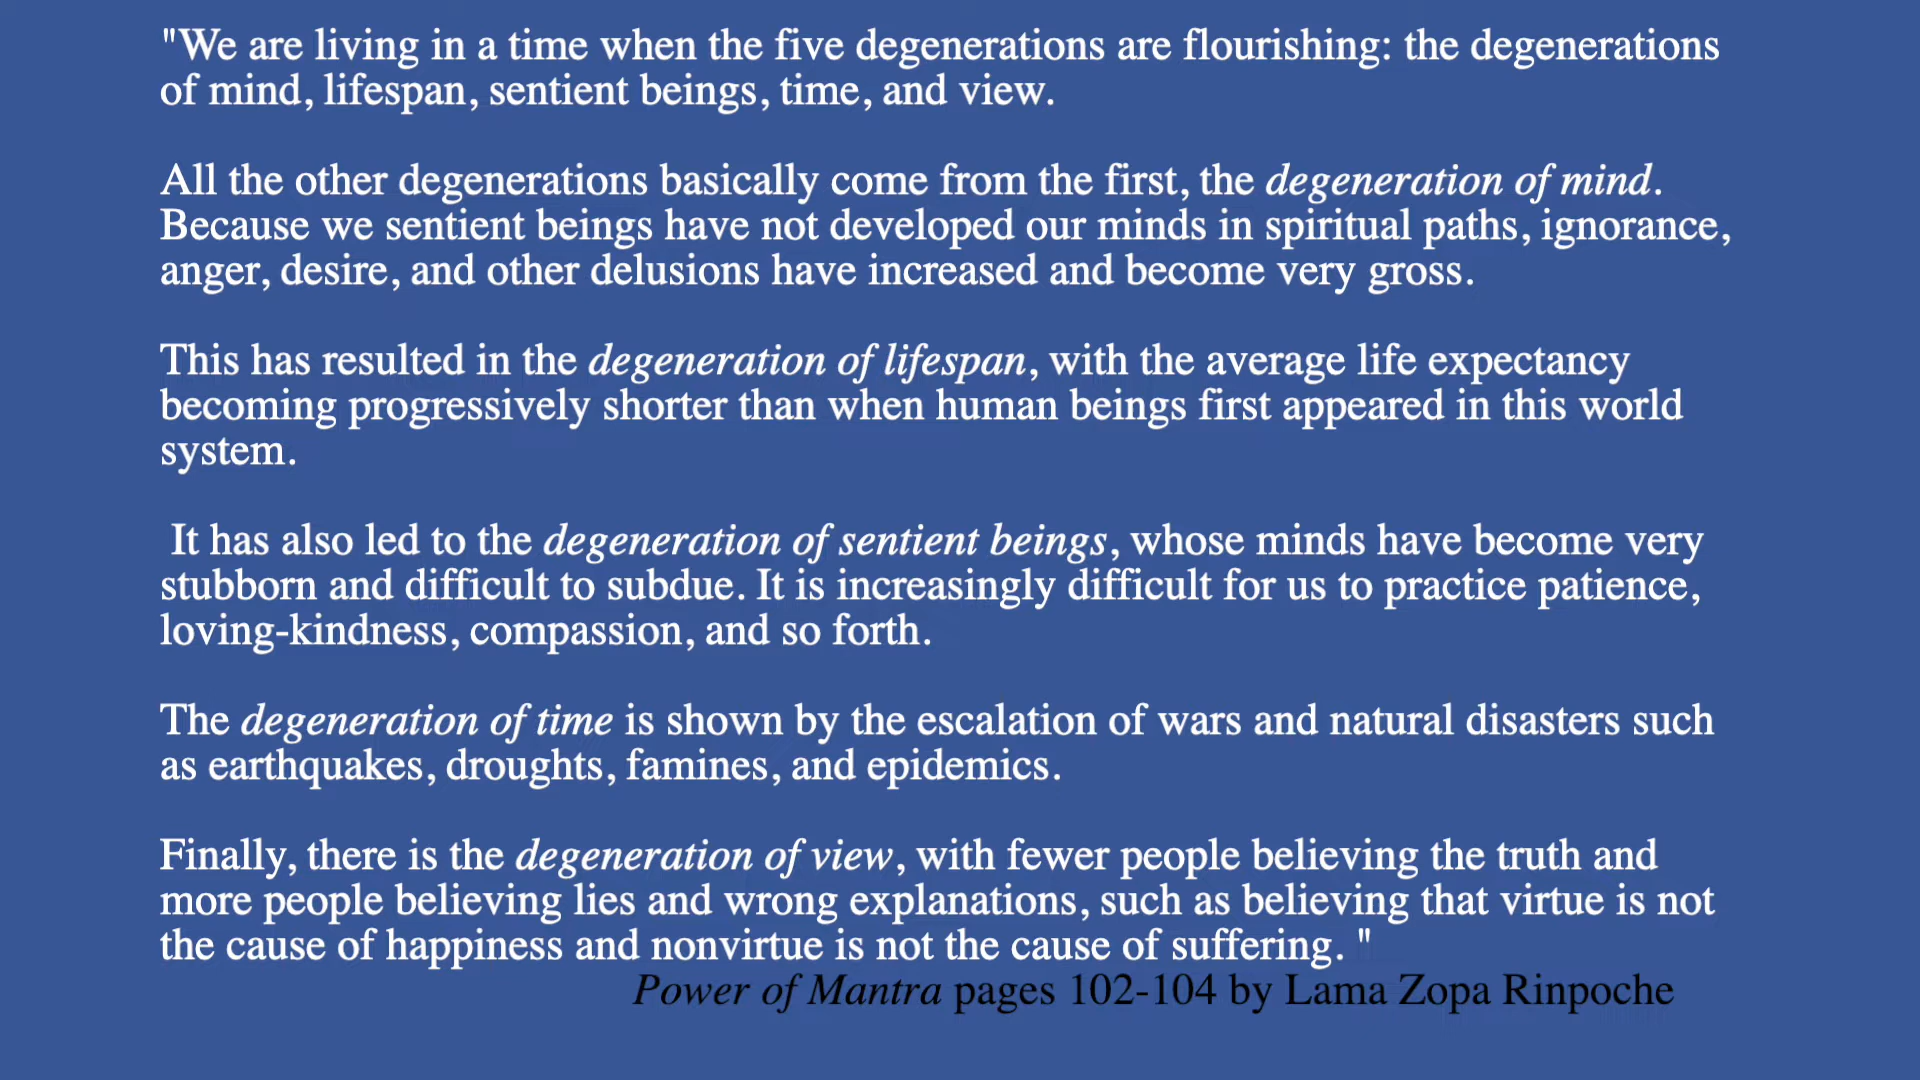 "We are living in a time when the five degenerations are flourishing: the degenerations
of mind, lifespan, sentient beings, time, and view.
All the other degenerations basically come from the first, the degeneration of mind.
Because we sentient beings have not developed our minds in spiritual paths, ignorance,
anger, desire, and other delusions have increased and become very gross.
This has resulted in the degeneration of lifespan, with the average life expectancy
becoming progressively shorter than when human beings first appeared in this world
system.
It has also led to the degeneration of sentient beings, whose minds have become very
stubborn and difficult to subdue. It is increasingly difficult for us to practice patience,
loving-kindness, compassion, and so forth.
The degeneration of time is shown by the escalation of wars and natural disasters such
as earthquakes, droughts, famines, and epidemics.
Finally, there is the degeneration of view, with fewer people believing the truth and
more people believing lies and wrong explanations, such as believing that virtue is not
the cause of happiness and nonvirtue is not the cause of suffering. "
Power of Mantra pages 102-104 by Lama Zopa Rinpoche